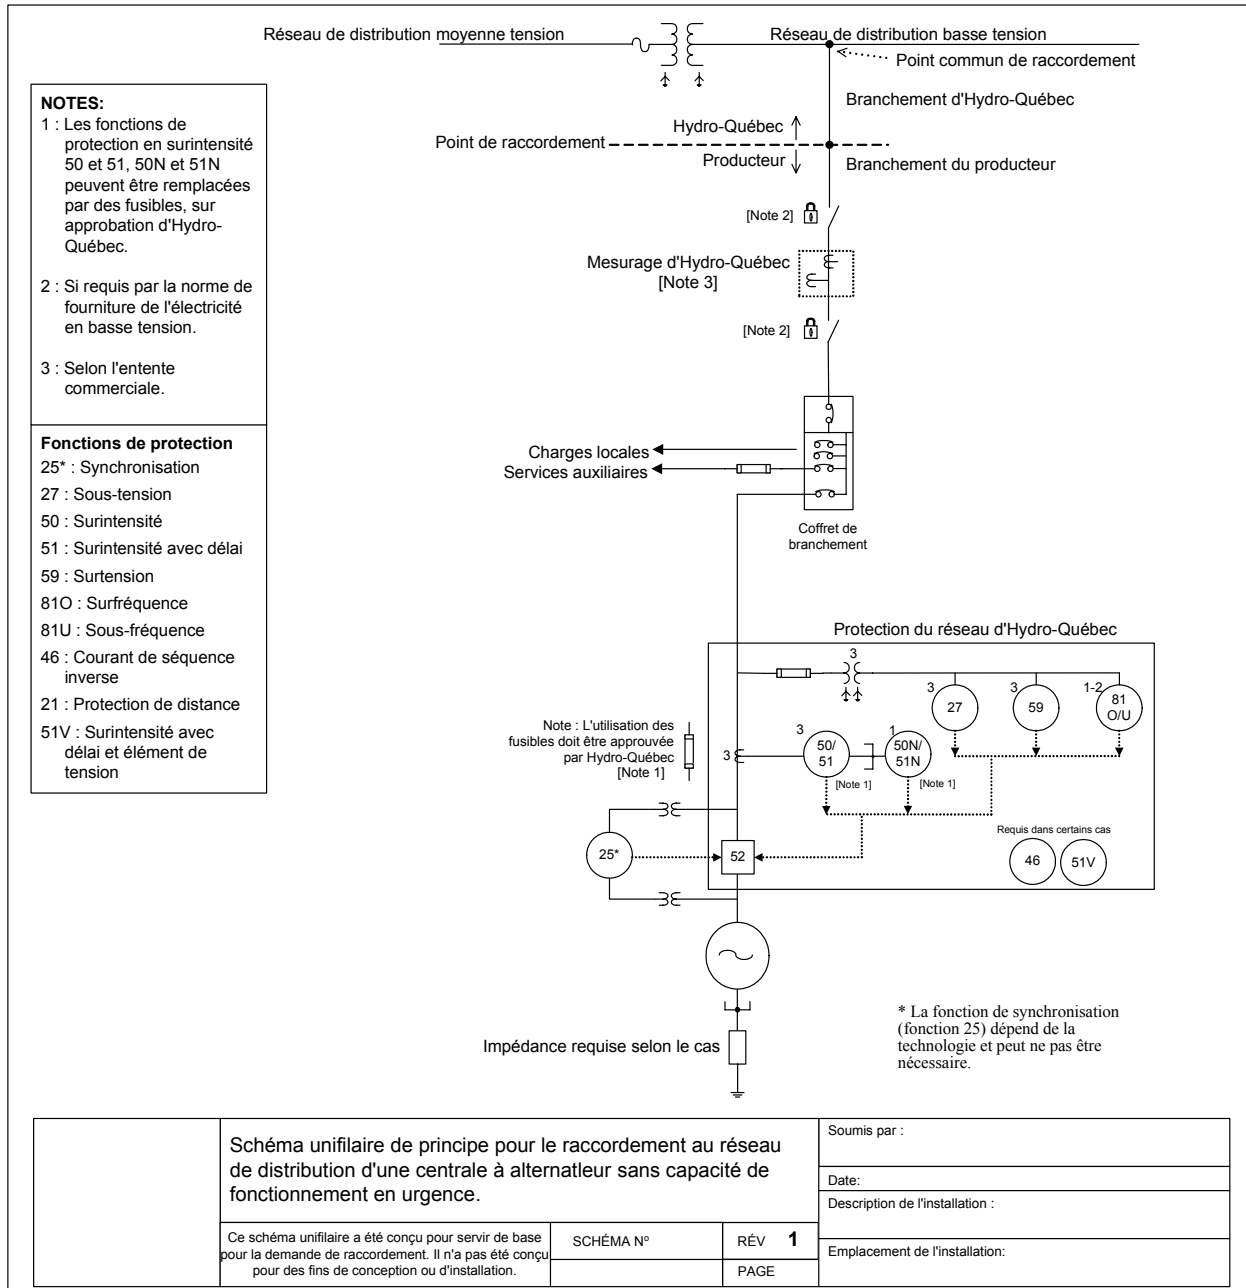 Réseau de distribution moyenne tension
Réseau de distribution basse tension
Point commun de raccordement
Branchement d'Hydro-Québec
Hydro-Québec
Point de raccordement
Producteur
Branchement du producteur
[Note 2]
Mesurage d'Hydro-Québec
[Note 3]
[Note 2]
NOTES:
1 : Les fonctions de
protection en surintensité
50 et 51, 50N et 51N
peuvent être remplacées
par des fusibles, sur
approbation d'Hydro-
Québec.
2 : Si requis par la norme de
fourniture de l'électricité
en basse tension.
3 : Selon l'entente
commerciale.
Fonctions de protection
25* : Synchronisation
27 : Sous-tension
50 : Surintensité
51 : Surintensité avec délai
59 : Surtension
81O : Surfréquence
81U : Sous-fréquence
46 : Courant de séquence
inverse
21 : Protection de distance
51V : Surintensité avec
délai et élément de
tension
Charges locales
Services auxiliaires
Coffret de
branchement
Protection du réseau d'Hydro-Québec
3
3
27
3
59
1-2
81
O/U
Note : L'utilisation des
fusibles doit être approuvée
par Hydro-Québec
[Note 1]
3
3
50/
51
[Note 1]
1
50N/
51N
[Note 1]
Requis dans certains cas
46
51V
25*
52
Impédance requise selon le cas
* La fonction de synchronisation
(fonction 25) dépend de la
technologie et peut ne pas être
nécessaire.
Schéma unifilaire de principe pour le raccordement au réseau
de distribution d'une centrale à alternatleur sans capacité de
fonctionnement en urgence.
Ce schéma unifilaire a été conçu pour servir de base
pour la demande de raccordement. Il n'a pas été conçu
pour des fins de conception ou d'installation.
SCHÉMA Nº
RÉV 1
PAGE
Soumis par :
Date:
Description de l'installation :
Emplacement de l'installation: